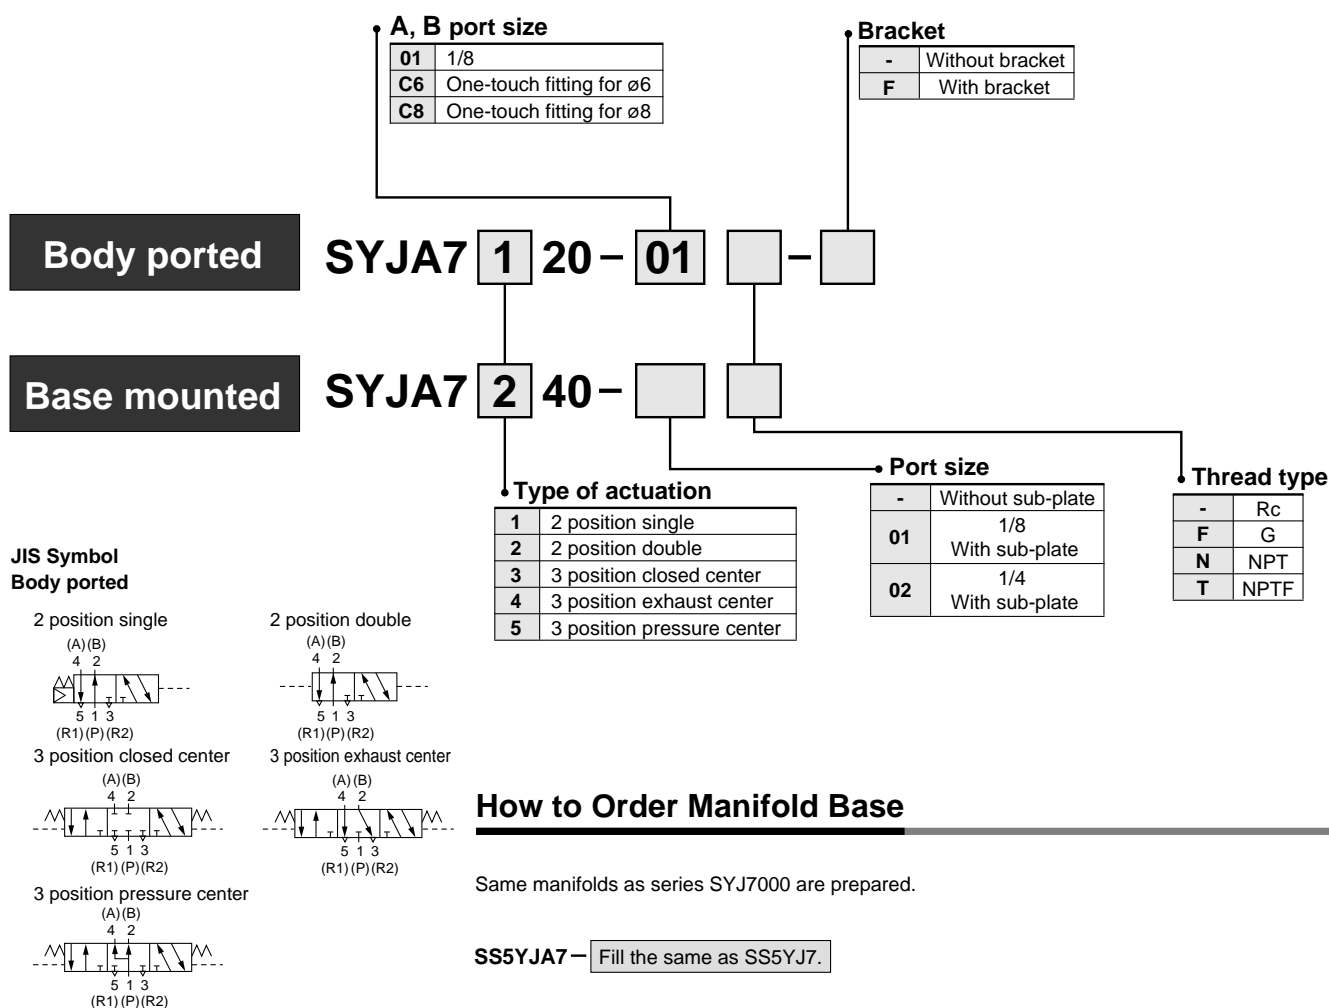 A, B port size
01 1/8
C6 One-touch fitting for ø6
C8 One-touch fitting for ø8
Bracket
- Without bracket
F With bracket
Body ported SYJA7 1 20 – 01 –
Base mounted SYJA7 2 40 –
Type of actuation
1 2 position single
2 2 position double
3 3 position closed center
4 3 position exhaust center
5 3 position pressure center
Port size
- Without sub-plate
01 1/8
With sub-plate
02 1/4
With sub-plate
Thread type
- Rc
F G
N NPT
T NPTF
JIS Symbol
Body ported
2 position single
(A) (B)
4 2
5 1 3
(R1) (P) (R2)
2 position double
(A) (B)
4 2
5 1 3
(R1) (P) (R2)
3 position closed center
(A) (B)
4 2
5 1 3
(R1) (P) (R2)
3 position exhaust center
(A) (B)
4 2
5 1 3
(R1) (P) (R2)
3 position pressure center
(A) (B)
4 2
5 1 3
(R1) (P) (R2)
How to Order Manifold Base
Same manifolds as series SYJ7000 are prepared.
SS5YJA7 – Fill the same as SS5YJ7.